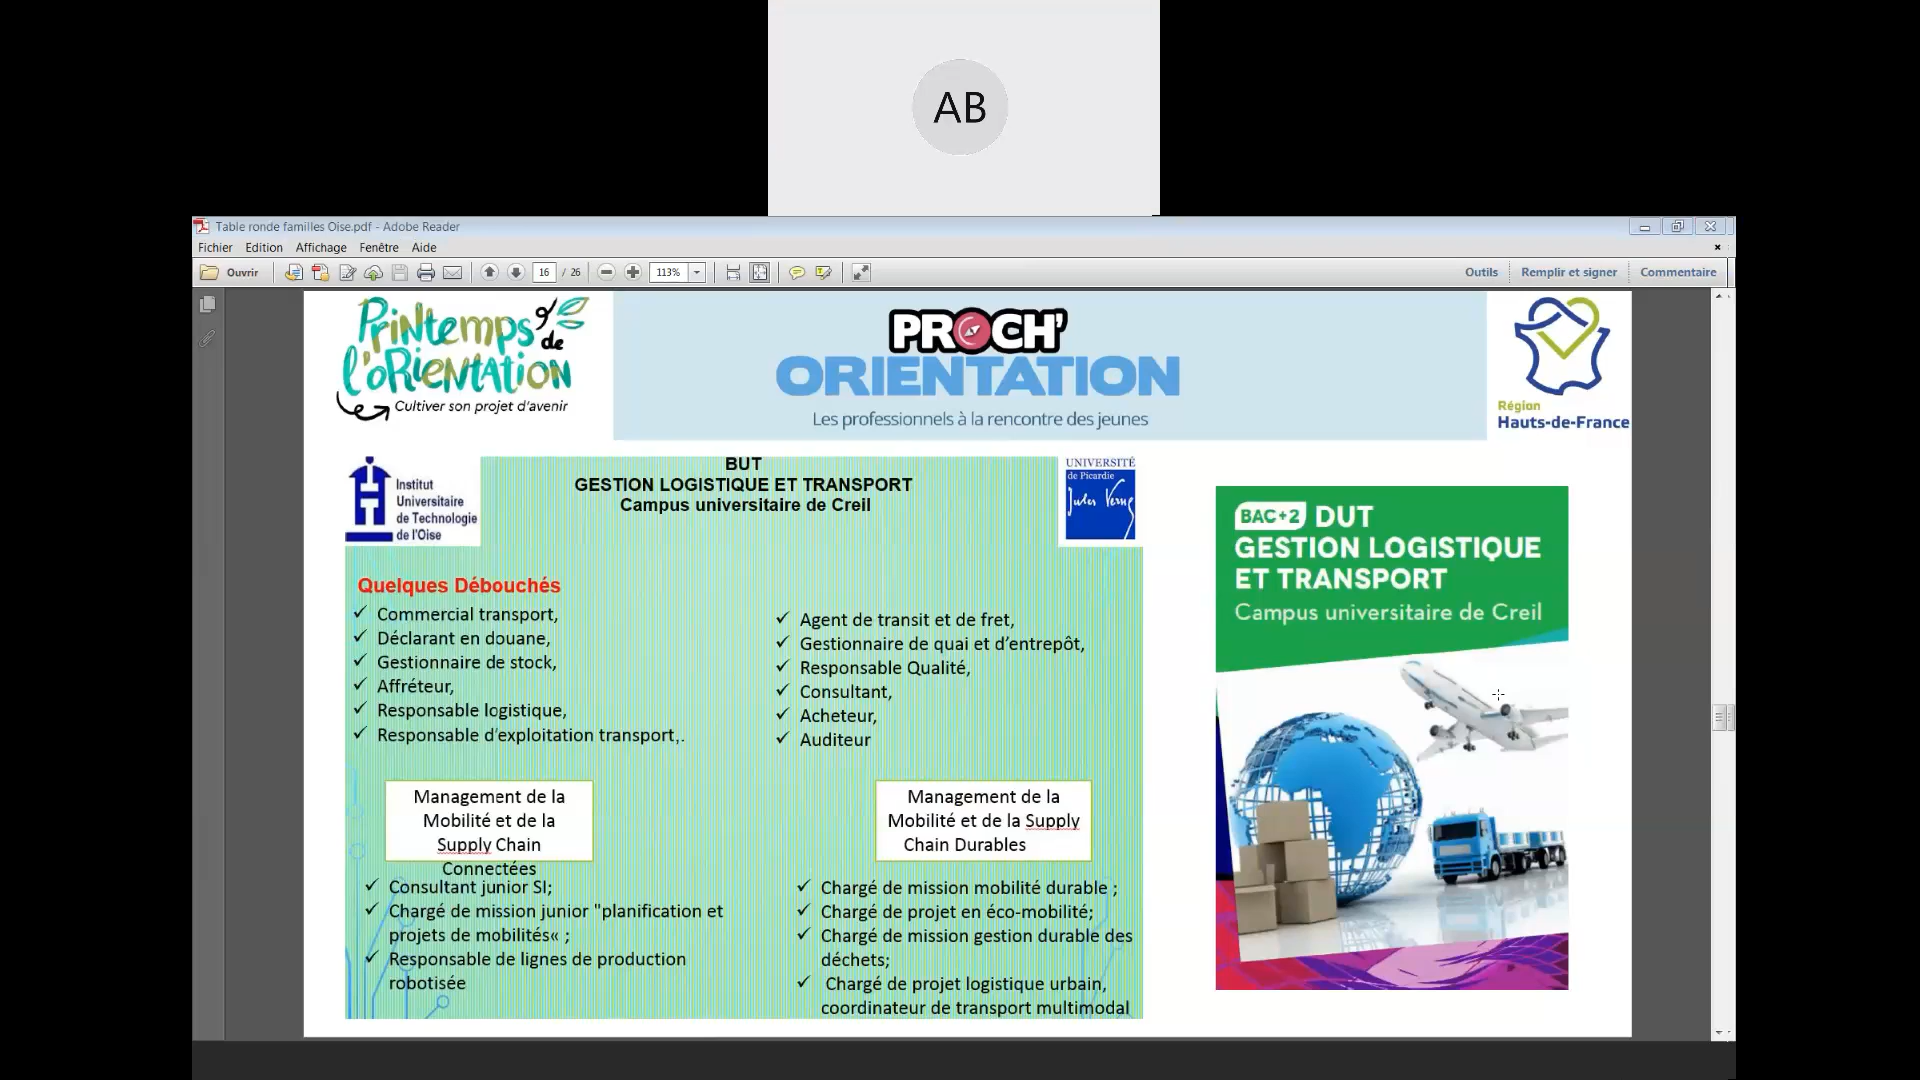 AB
Table ronde familles Oise.pdf - Adobe Reader
Fichier Edition Affichage Fenêtre Aide
Ouvrir 16 / 26 113% Outils Remplir et signer Commentaire
Printemps
de
l'ORiENTATiON
Cultiver son projet d'avenir
PROCH'
ORIENTATION
Les professionnels à la rencontre des jeunes
Région
Hauts-de-France
Institut
Universitaire
de Technologie
de l'Oise
BUT
GESTION LOGISTIQUE ET TRANSPORT
Campus universitaire de Creil
UNIVERSITÉ
de Picardie
Jules Verne
Quelques Débouchés
Commercial transport,
Déclarant en douane,
Gestionnaire de stock,
Affréteur,
Responsable logistique,
Responsable d'exploitation transport,.
Agent de transit et de fret,
Gestionnaire de quai et d'entrepôt,
Responsable Qualité,
Consultant,
Acheteur,
Auditeur
Management de la
Mobilité et de la
Supply Chain
Connectées
Consultant junior SI;
Chargé de mission junior "planification et
projets de mobilités« ;
Responsable de lignes de production
robotisée
Management de la
Mobilité et de la Supply
Chain Durables
Chargé de mission mobilité durable ;
Chargé de projet en éco-mobilité;
Chargé de mission gestion durable des
déchets;
Chargé de projet logistique urbain,
coordinateur de transport multimodal
BAC+2 DUT
GESTION LOGISTIQUE
ET TRANSPORT
Campus universitaire de Creil